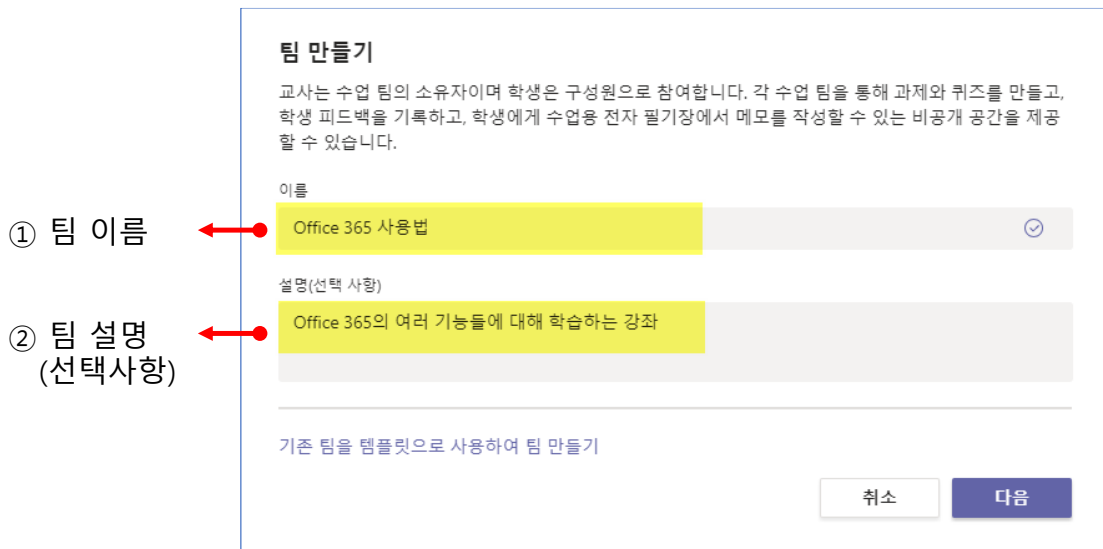 팀 만들기
교사는 수업 팀의 소유자이며 학생은 구성원으로 참여합니다. 각 수업 팀을 통해 과제와 퀴즈를 만들고,
학생 피드백을 기록하고, 학생에게 수업용 전자 필기장에서 메모를 작성할 수 있는 비공개 공간을 제공
할 수 있습니다.
이름
① 팀 이름
Office 365 사용법
설명(선택 사항)
② 팀 설명
(선택사항)
Office 365의 여러 기능들에 대해 학습하는 강좌
기존 팀을 템플릿으로 사용하여 팀 만들기
취소
다음